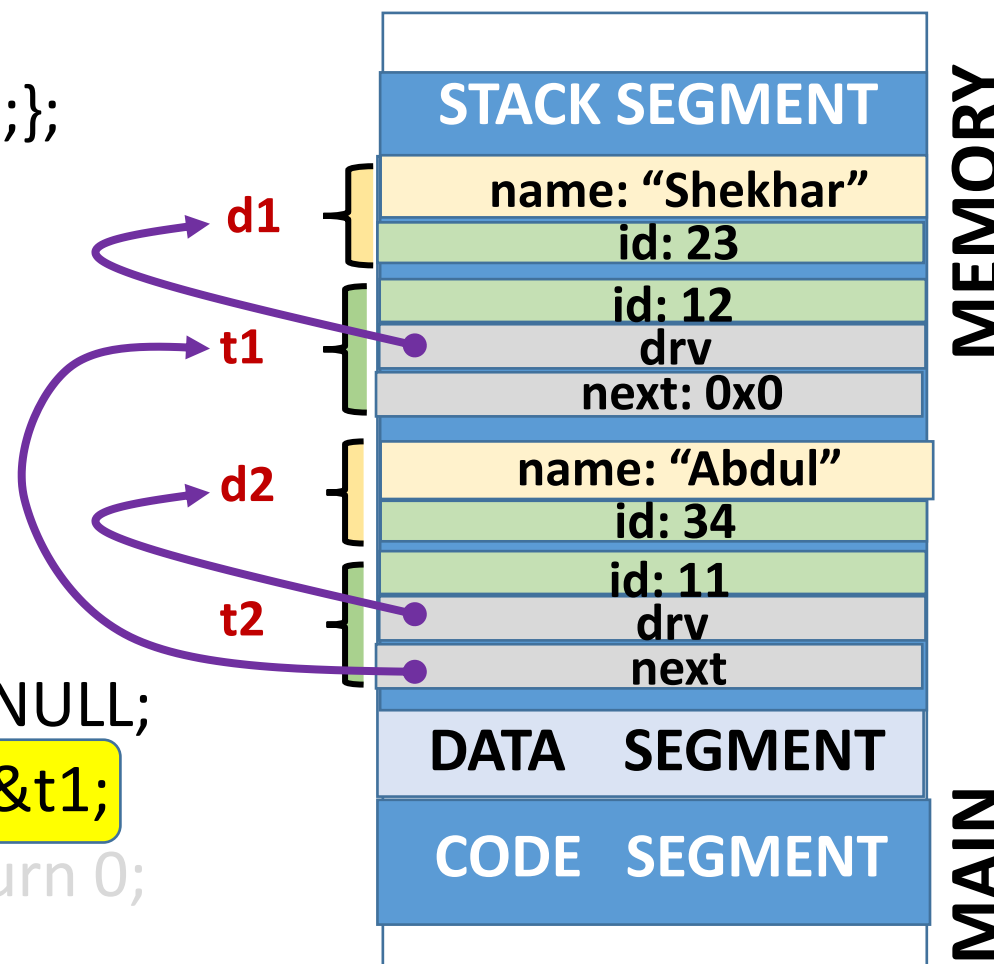 ;};
STACK SEGMENT
name: “Shekhar”
d1
id: 23
id: 12
t1
drv
next: 0x0
name: “Abdul”
d2
id: 34
id: 11
t2
drv
next
NULL;
DATA SEGMENT
&t1;
CODE SEGMENT
urn 0;
MAIN MEMORY